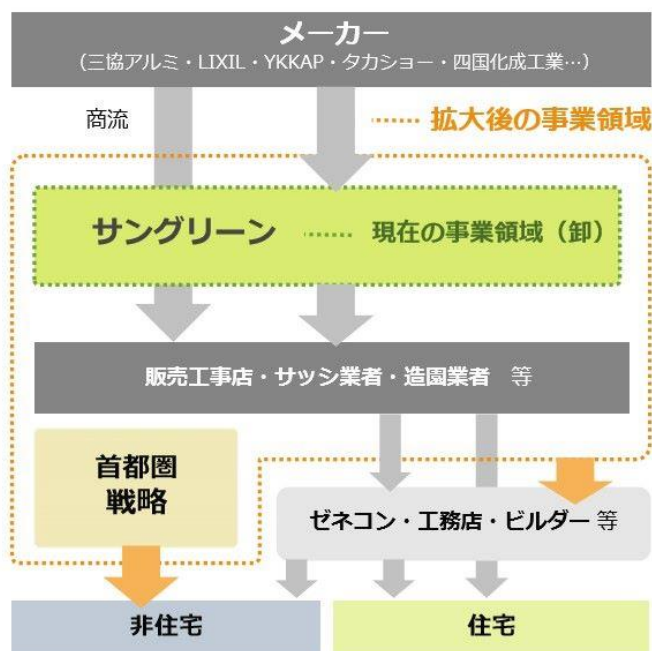 メーカー
(三協アルミ・LIXIL・YKKAP・タカショー・四国化成工業…)
商流
拡大後の事業領域
サングリーン
現在の事業領域(卸)
販売工事店・サッシ業者・造園業者 等
首都圏
戦略
ゼネコン・工務店・ビルダー 等
非住宅
住宅